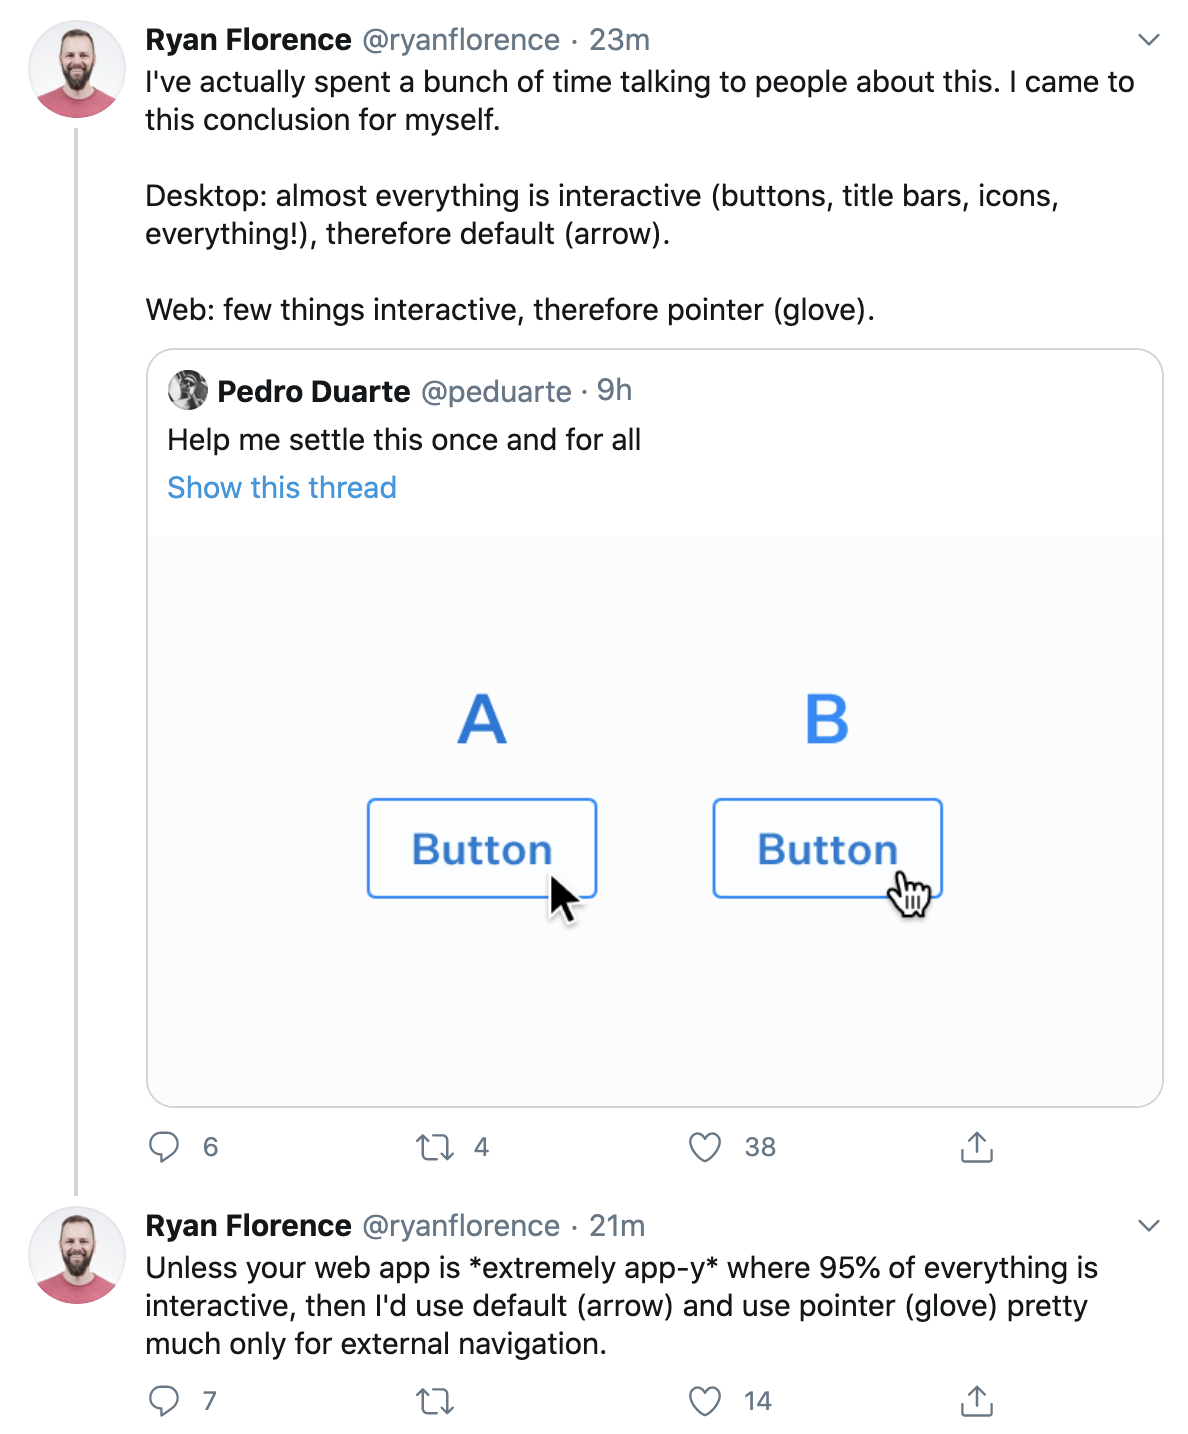 Ryan Florence @ryanflorence · 23m
I've actually spent a bunch of time talking to people about this. I came to
this conclusion for myself.
Desktop: almost everything is interactive (buttons, title bars, icons,
everything!), therefore default (arrow).
Web: few things interactive, therefore pointer (glove).
Pedro Duarte @peduarte · 9h
Help me settle this once and for all
Show this thread
A B
Button Button
6 4 38
Ryan Florence @ryanflorence · 21m
Unless your web app is *extremely app-y* where 95% of everything is
interactive, then I'd use default (arrow) and use pointer (glove) pretty
much only for external navigation.
7 14